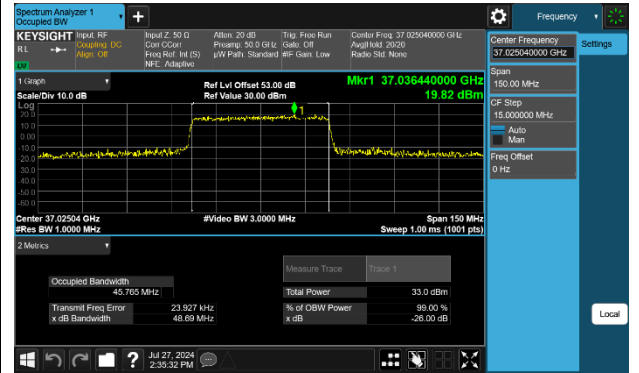 Spectrum Analyzer 1
Occupied BW
+
Frequency
KEYSIGHT Input: RF Input Z: 50 Ω Atten: 20 dB Trig: Free Run Center Freq: 37.025040000 GHz
RL Coupling: DC Corr CCorr Preamp: 50.0 GHz Gate: Off Avg|Hold: 20/20
Align: Off Freq Ref: Int (S) µW Path: Standard #IF Gain: Low Radio Std: None
NFE: Adaptive
LV
Center Frequency
37.025040000 GHz
Settings
Span
150.00 MHz
CF Step
15.000000 MHz
Auto
Man
Freq Offset
0 Hz
Local
1 Graph
Ref Lvl Offset 53.00 dB
Mkr1 37.036440000 GHz
Scale/Div 10.0 dB
Ref Value 30.00 dBm
19.82 dBm
Log
1
20.0
10.0
0.00
-10.0
-20.0
-30.0
-40.0
-50.0
-60.0
Center 37.02504 GHz
#Video BW 3.0000 MHz
Span 150 MHz
#Res BW 1.0000 MHz
Sweep 1.00 ms (1001 pts)
2 Metrics
Measure Trace Trace 1
Occupied Bandwidth
45.765 MHz
Total Power 33.0 dBm
Transmit Freq Error 23.927 kHz
% of OBW Power 99.00 %
x dB Bandwidth 48.69 MHz
x dB -26.00 dB
?
Jul 27, 2024
2:35:32 PM